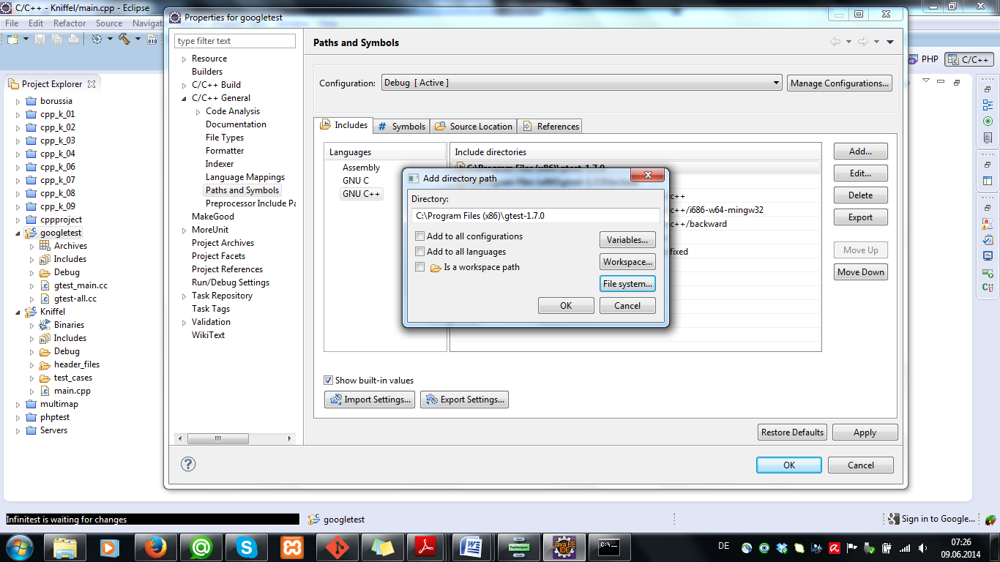 C/C++ - Kniffel/main.cpp - Eclipse
File Edit Refactor Source Navigat
Properties for googletest
type filter text
Paths and Symbols
PHP C/C++
Configuration: Debug [ Active ] Manage Configurations...
Project Explorer
borussia
cpp_k_01
cpp_k_02
cpp_k_03
cpp_k_04
cpp_k_06
cpp_k_07
cpp_k_08
cpp_k_09
cppproject
googletest
Archives
Includes
Debug
gtest_main.cc
gtest-all.cc
Kniffel
Binaries
Includes
Debug
header_files
test_cases
main.cpp
multimap
phptest
Servers
Resource
Builders
C/C++ Build
C/C++ General
Code Analysis
Documentation
File Types
Formatter
Indexer
Language Mappings
Paths and Symbols
Preprocessor Include Pa
MakeGood
MoreUnit
Project Archives
Project Facets
Project References
Run/Debug Settings
Task Repository
Task Tags
Validation
WikiText
Includes # Symbols Source Location References
Languages
Assembly
GNU C
GNU C++
Include directories
C:\Program Files (x86)\gtest-1.7.0
c++
c++/i686-w64-mingw32
c++/backward
fixed
Add...
Edit...
Delete
Export
Move Up
Move Down
Add directory path
Directory:
C:\Program Files (x86)\gtest-1.7.0
Add to all configurations
Add to all languages
Is a workspace path
Variables...
Workspace...
File system...
OK Cancel
Show built-in values
Import Settings... Export Settings...
Restore Defaults Apply
OK Cancel
Infinitest is waiting for changes
googletest
Sign in to Google...
DE
07:26
09.06.2014